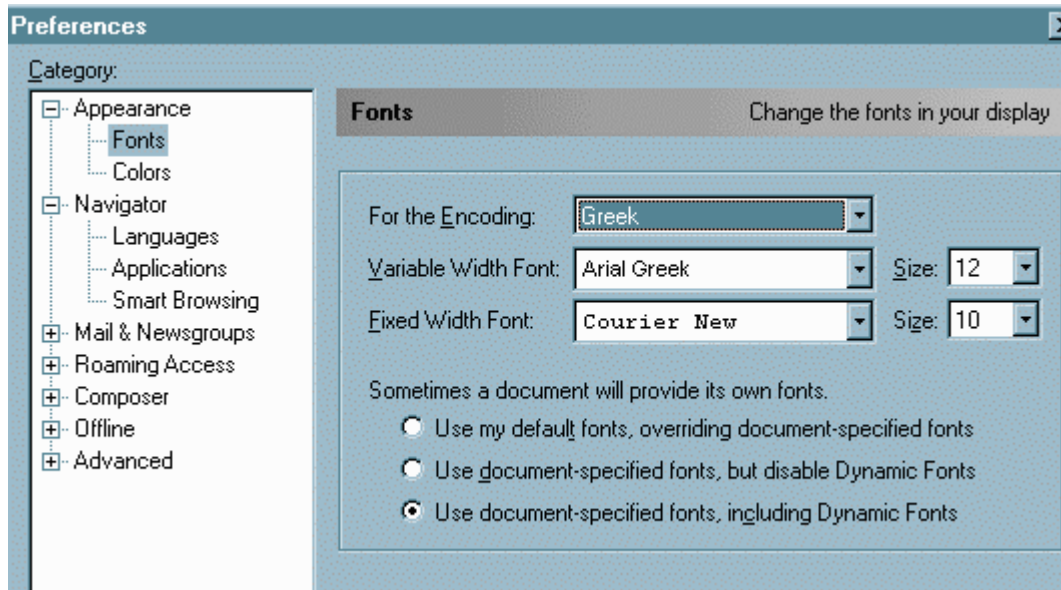 Preferences
Category:
Appearance
Fonts
Colors
Navigator
Languages
Applications
Smart Browsing
Mail & Newsgroups
Roaming Access
Composer
Offline
Advanced
Fonts Change the fonts in your display
For the Encoding: Greek
Variable Width Font: Arial Greek Size: 12
Fixed Width Font: Courier New Size: 10
Sometimes a document will provide its own fonts.
Use my default fonts, overriding document-specified fonts
Use document-specified fonts, but disable Dynamic Fonts
Use document-specified fonts, including Dynamic Fonts